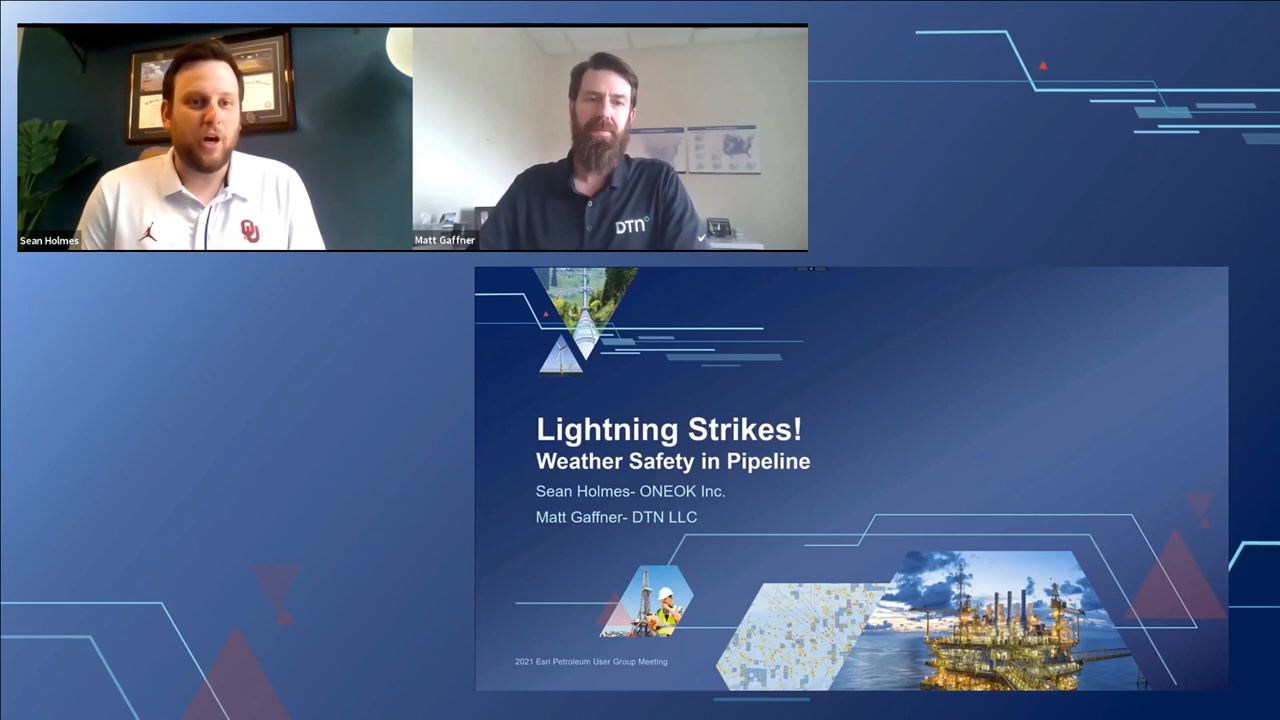 Sean Holmes
Matt Gaffner
OU
DTN
Lightning Strikes!
Weather Safety in Pipeline
Sean Holmes- ONEOK Inc.
Matt Gaffner- DTN LLC
2021 Esri Petroleum User Group Meeting